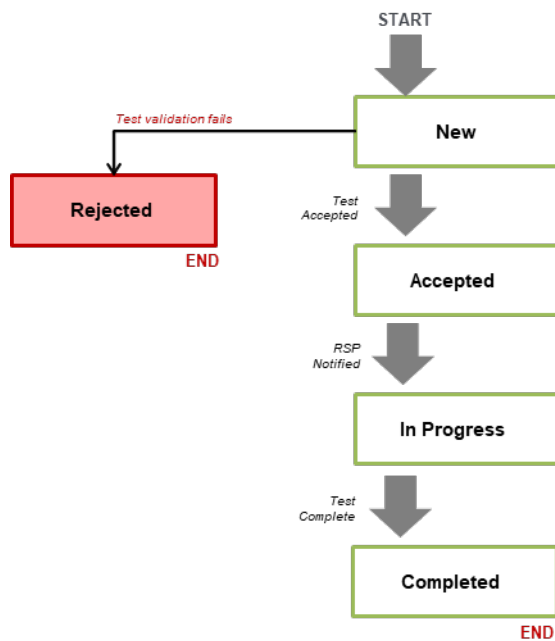 START
Test validation fails
New
Rejected
Test
Accepted
END
Accepted
RSP
Notified
In Progress
Test
Complete
Completed
END